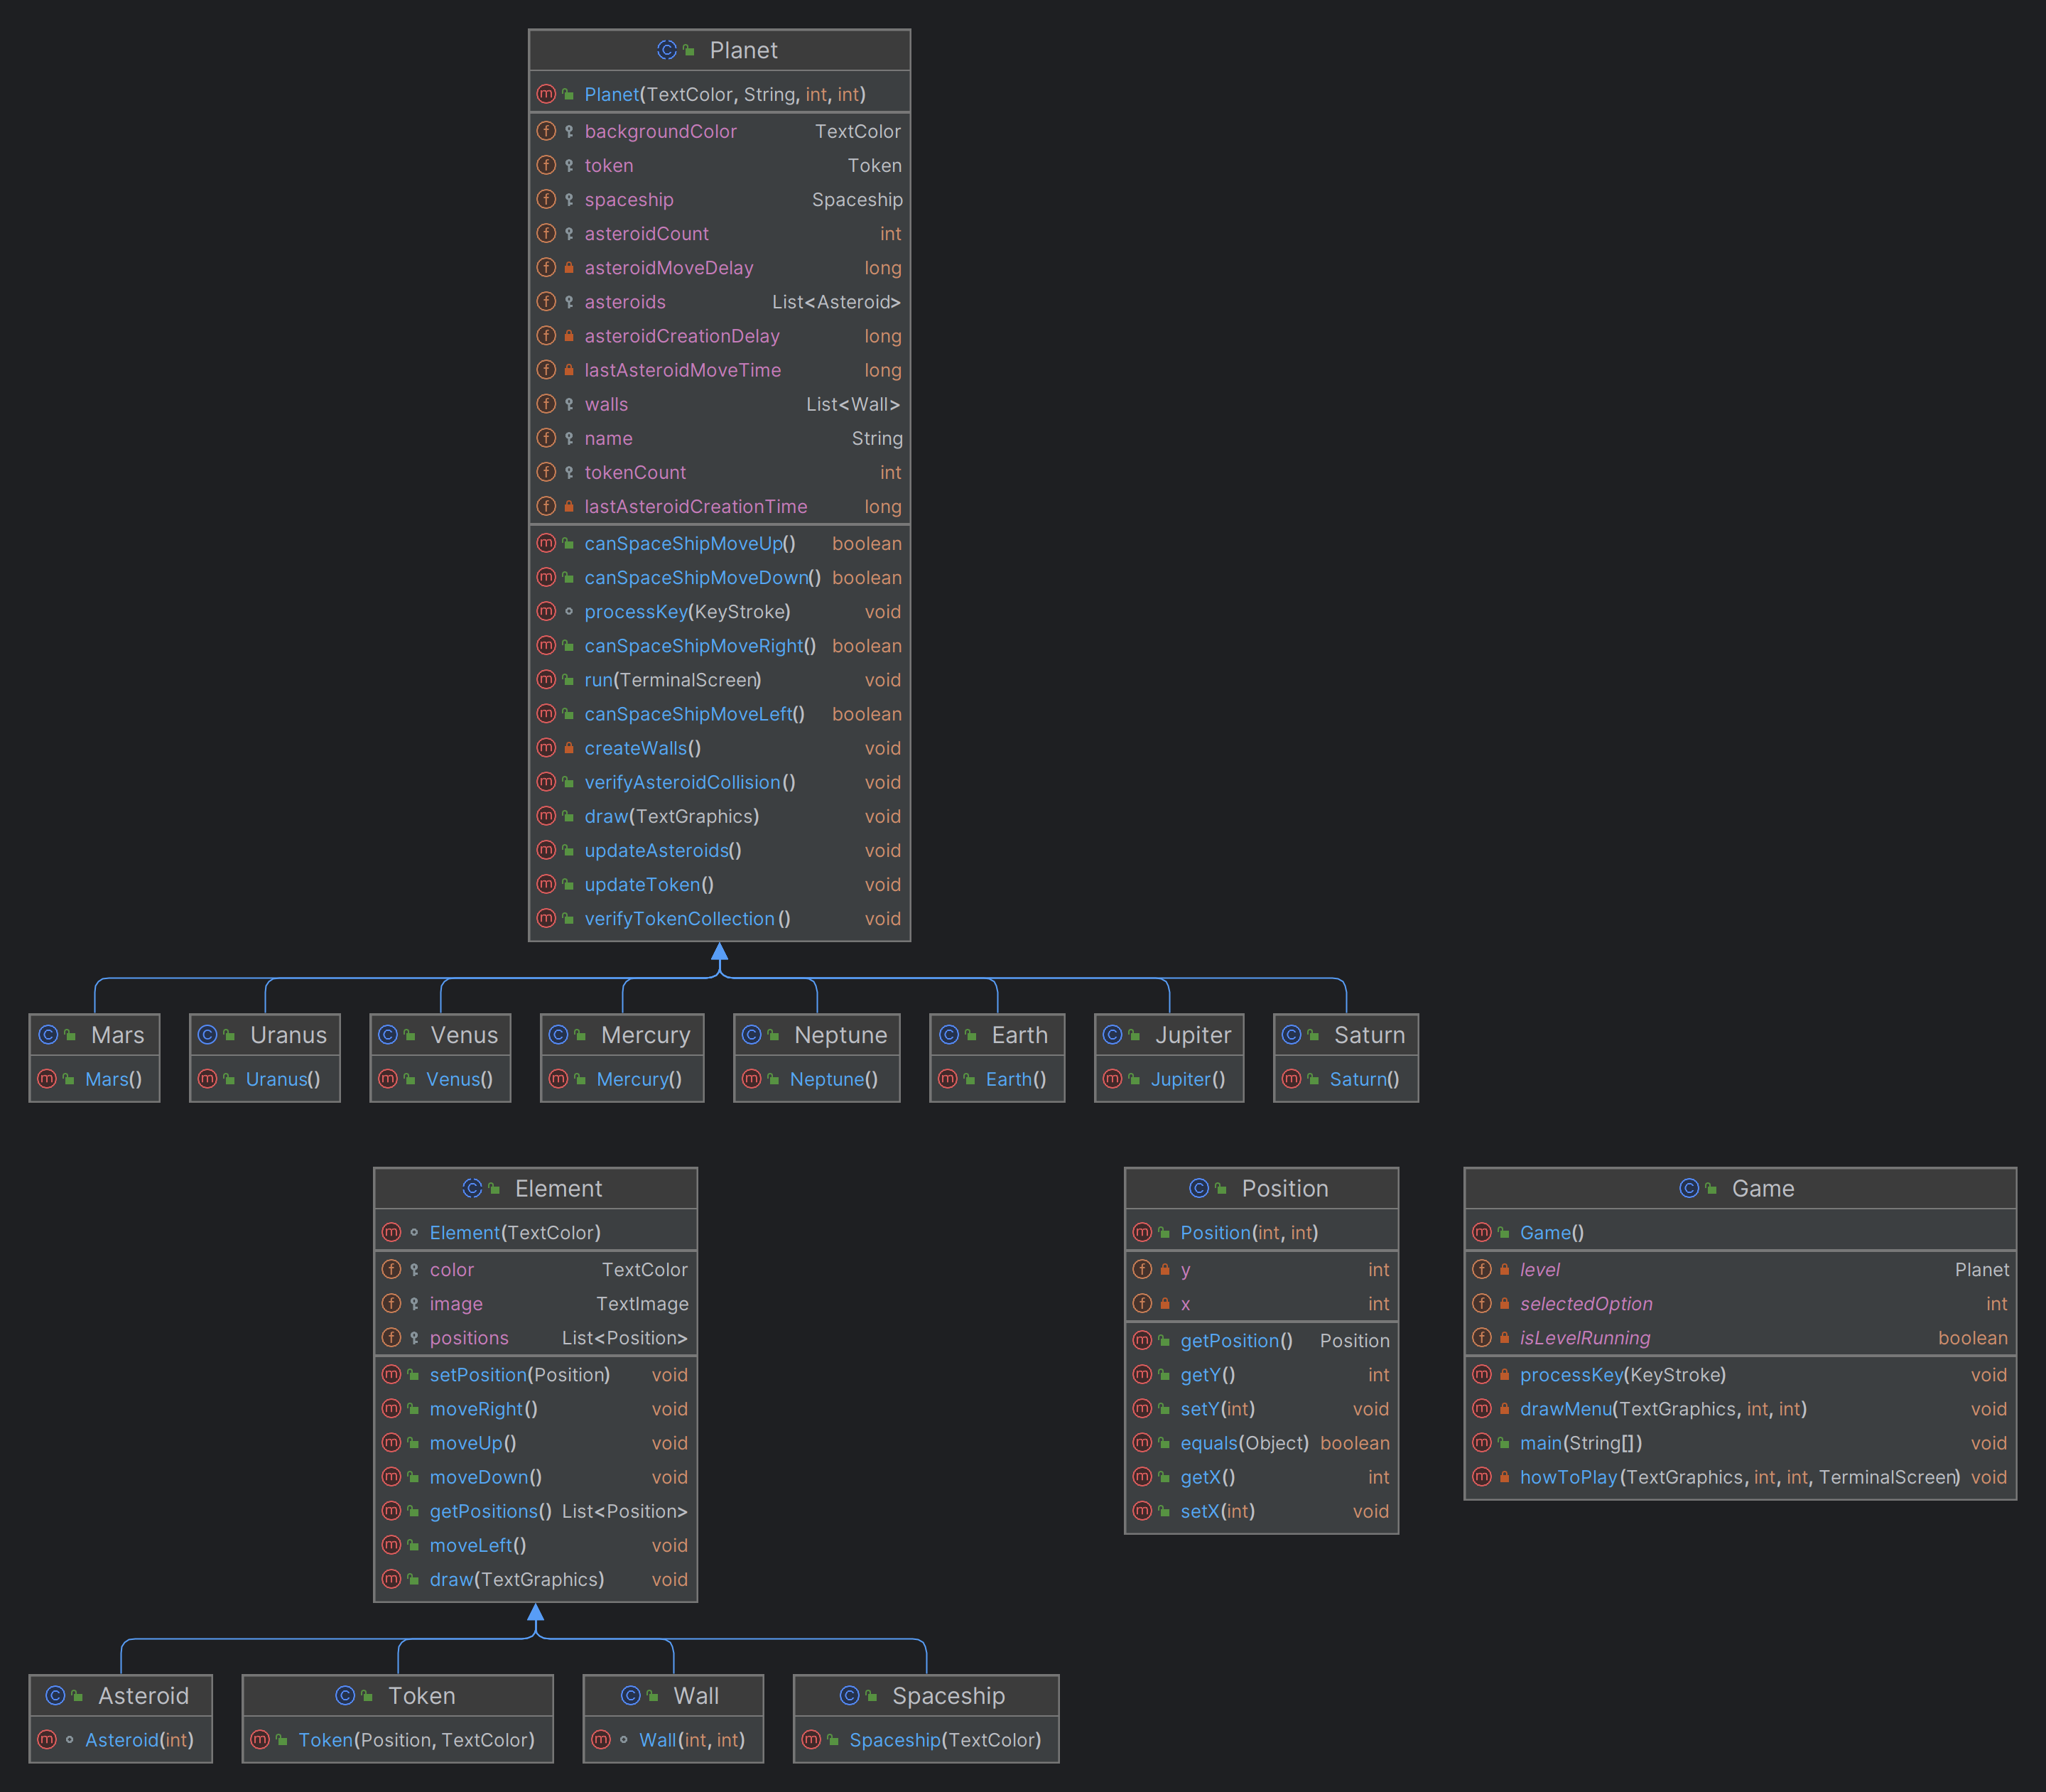 Planet
Planet(TextColor, String, int, int)
backgroundColor TextColor
token Token
spaceship Spaceship
asteroidCount int
asteroidMoveDelay long
asteroids List<Asteroid>
asteroidCreationDelay long
lastAsteroidMoveTime long
walls List<Wall>
name String
tokenCount int
lastAsteroidCreationTime long
canSpaceShipMoveUp() boolean
canSpaceShipMoveDown() boolean
processKey(KeyStroke) void
canSpaceShipMoveRight() boolean
run(TerminalScreen) void
canSpaceShipMoveLeft() boolean
createWalls() void
verifyAsteroidCollision() void
draw(TextGraphics) void
updateAsteroids() void
updateToken() void
verifyTokenCollection() void
Mars
Mars()
Uranus
Uranus()
Venus
Venus()
Mercury
Mercury()
Neptune
Neptune()
Earth
Earth()
Jupiter
Jupiter()
Saturn
Saturn()
Element
Element(TextColor)
color TextColor
image TextImage
positions List<Position>
setPosition(Position) void
moveRight() void
moveUp() void
moveDown() void
getPositions() List<Position>
moveLeft() void
draw(TextGraphics) void
Position
Position(int, int)
y int
x int
getPosition() Position
getY() int
setY(int) void
equals(Object) boolean
getX() int
setX(int) void
Game
Game()
level Planet
selectedOption int
isLevelRunning boolean
processKey(KeyStroke) void
drawMenu(TextGraphics, int, int) void
main(String[]) void
howToPlay(TextGraphics, int, int, TerminalScreen) void
Asteroid
Asteroid(int)
Token
Token(Position, TextColor)
Wall
Wall(int, int)
Spaceship
Spaceship(TextColor)